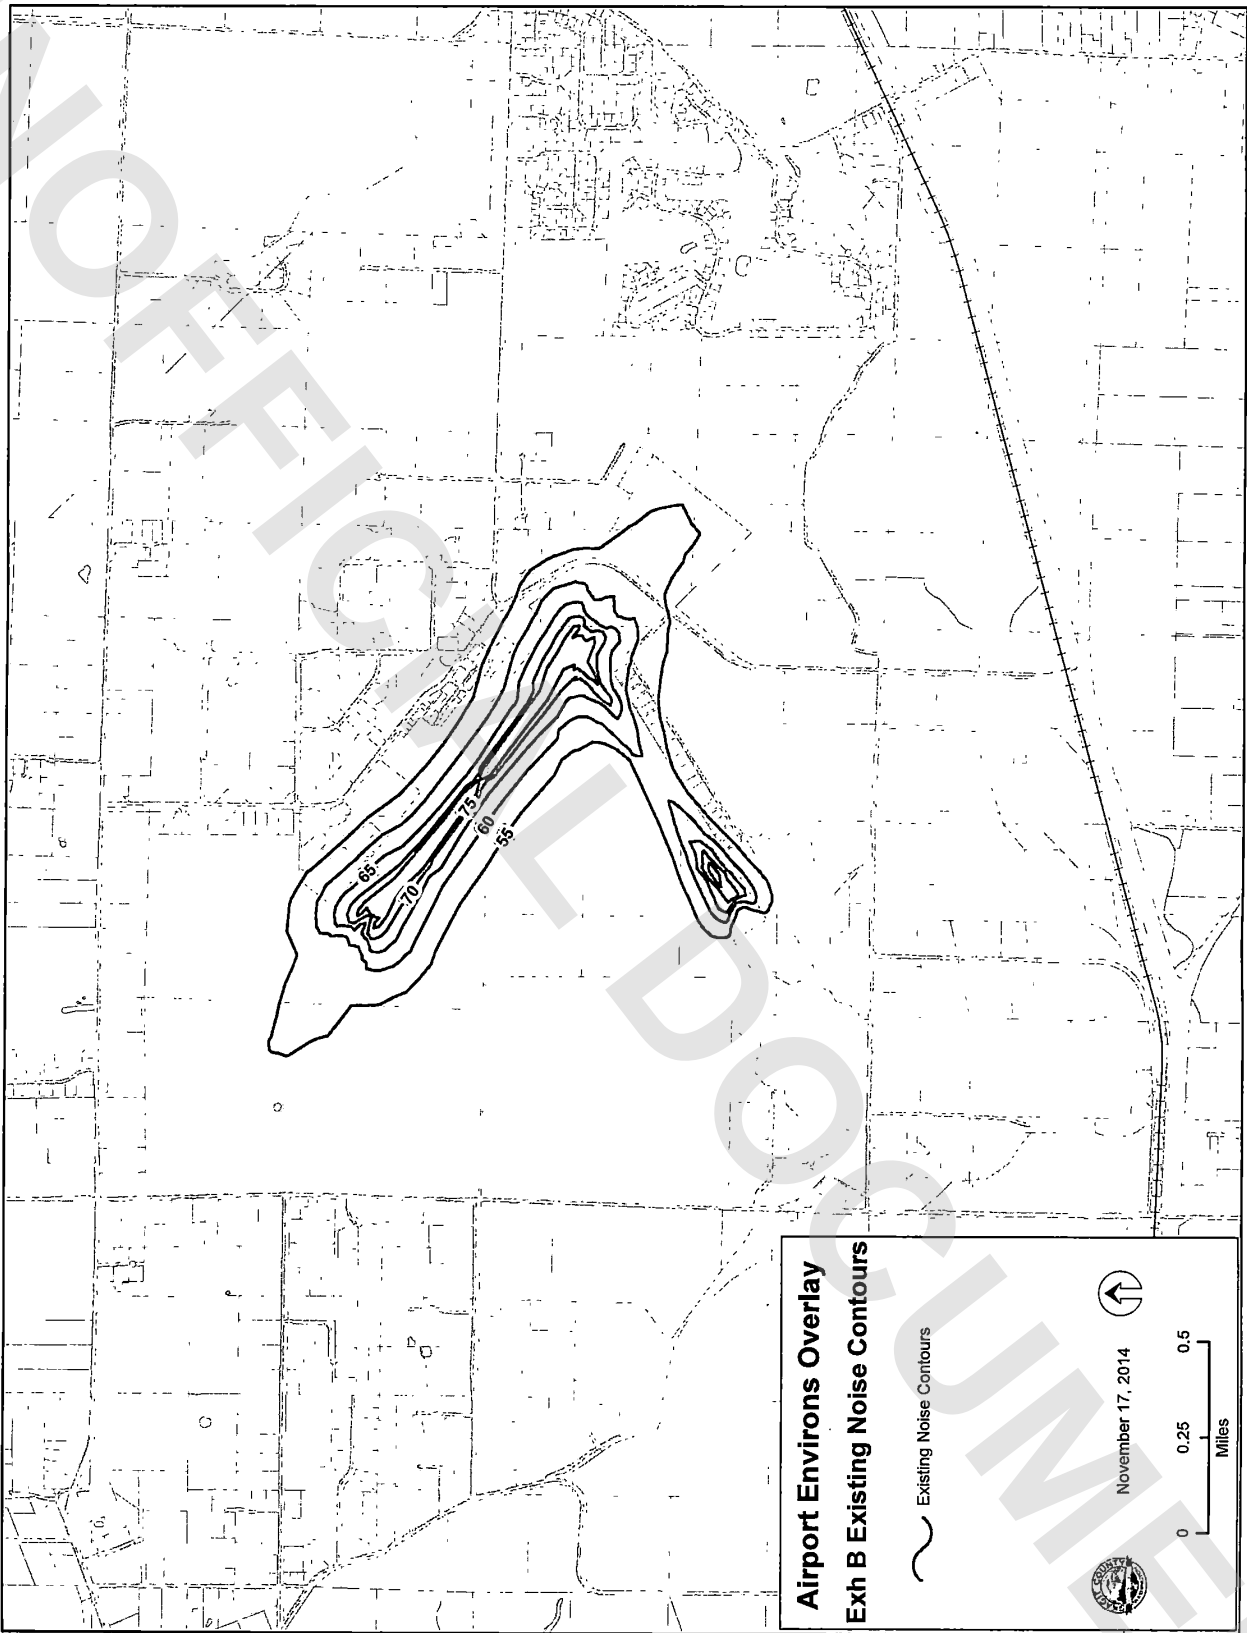 UNOFFICIAL DOCUMENT
65
70
75
60
55
Airport Environs Overlay
Exh B Existing Noise Contours
Existing Noise Contours
November 17, 2014
0 0.25 0.5
Miles